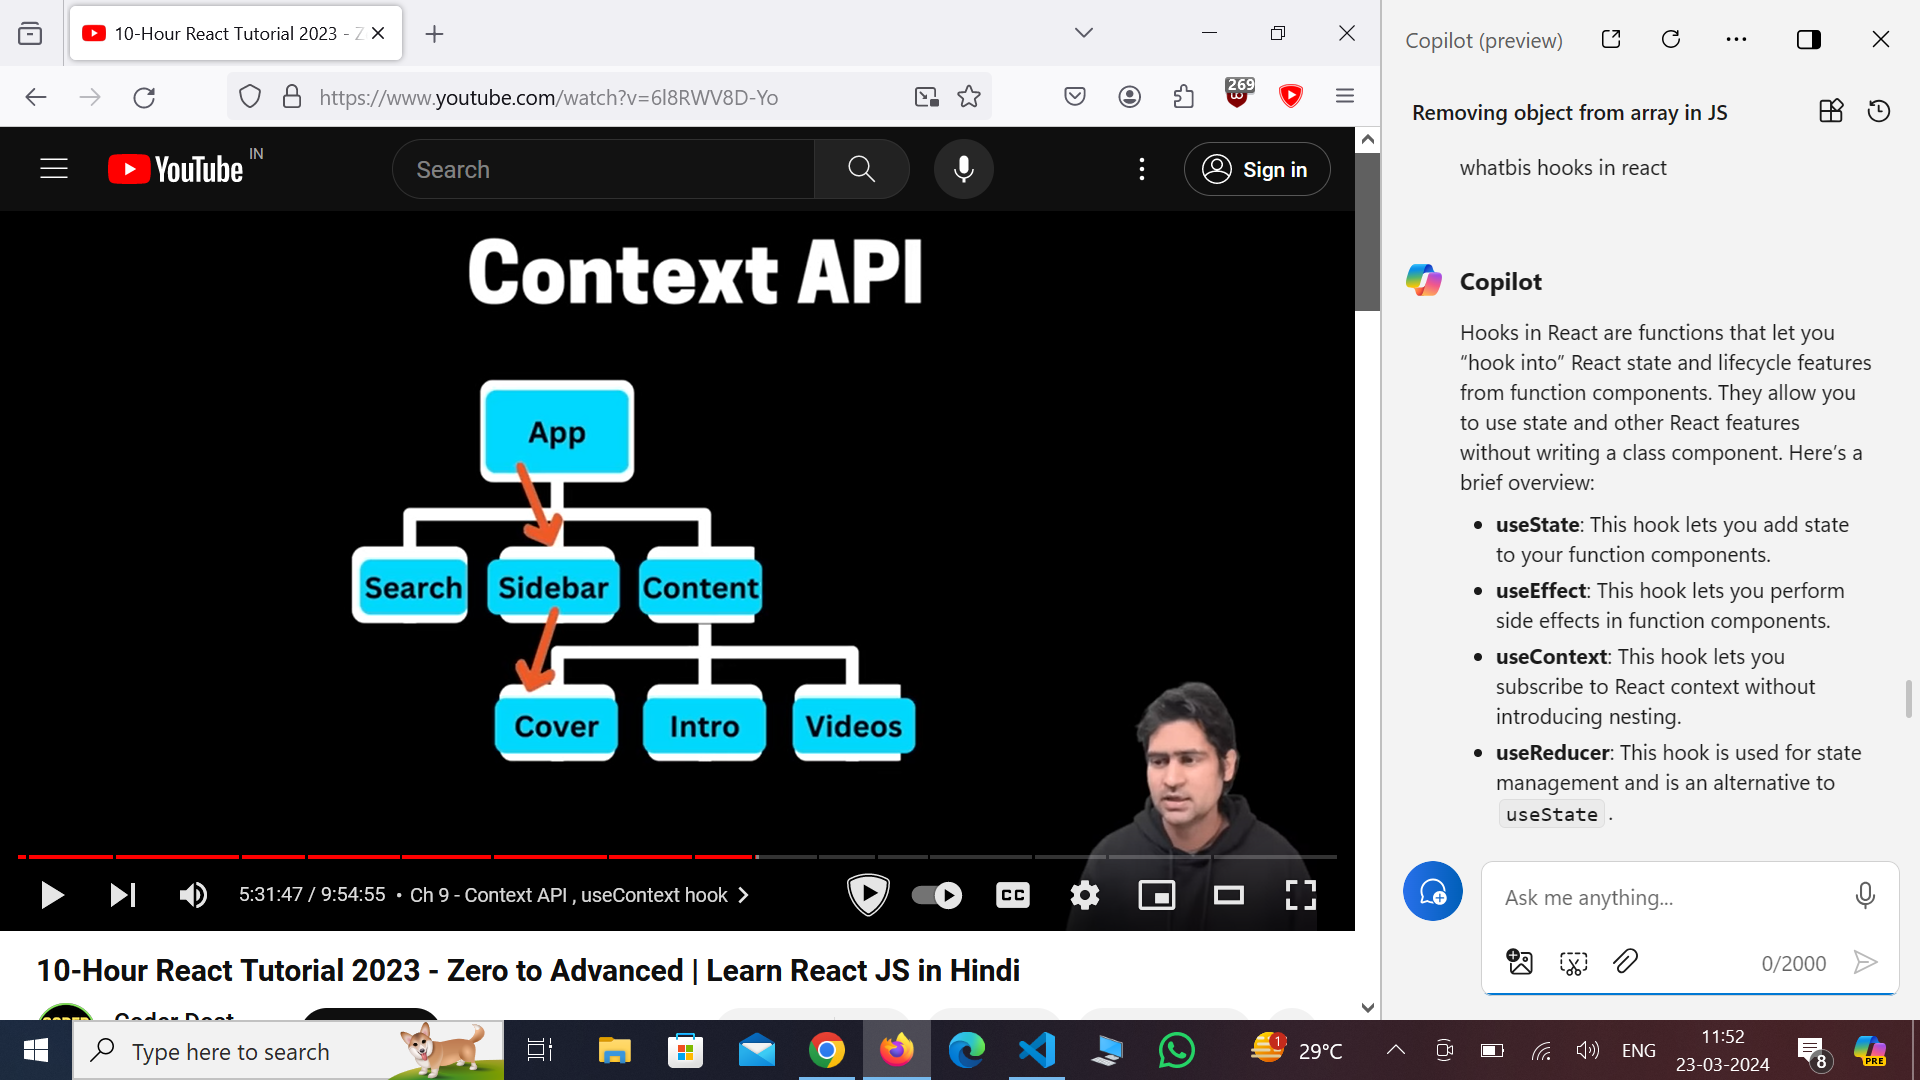 10-Hour React Tutorial 2023 - Z
https://www.youtube.com/watch?v=6l8RWV8D-Yo
269
YouTube IN
Search
Sign in
Context API
App
Search Sidebar Content
Cover Intro Videos
5:31:47 / 9:54:55 • Ch 9 - Context API , useContext hook
CC
10-Hour React Tutorial 2023 - Zero to Advanced | Learn React JS in Hindi
Copilot (preview)
Removing object from array in JS
whatbis hooks in react
Copilot
Hooks in React are functions that let you
“hook into” React state and lifecycle features
from function components. They allow you
to use state and other React features
without writing a class component. Here’s a
brief overview:
• useState: This hook lets you add state
to your function components.
• useEffect: This hook lets you perform
side effects in function components.
• useContext: This hook lets you
subscribe to React context without
introducing nesting.
• useReducer: This hook is used for state
management and is an alternative to
useState .
Ask me anything...
0/2000
Type here to search
1
29°C
ENG
11:52
23-03-2024
8
PRE